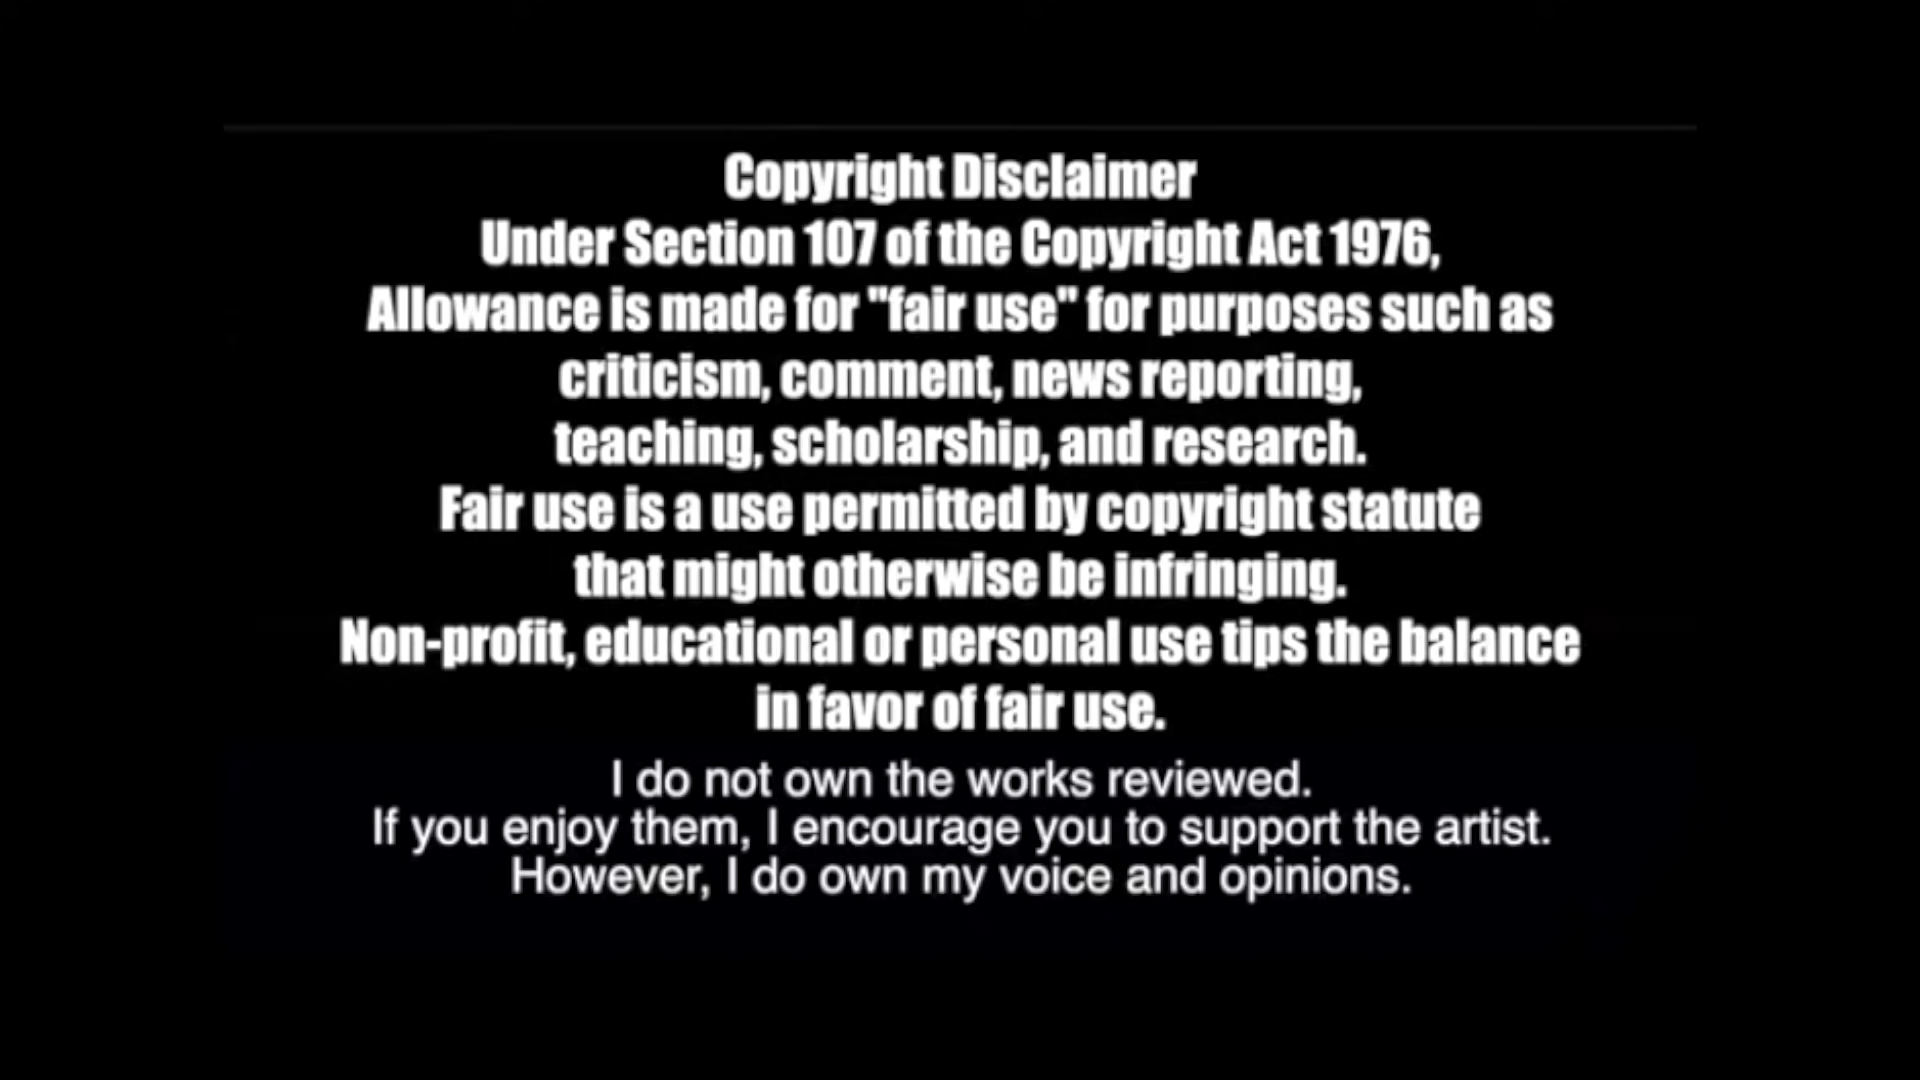 Copyright Disclaimer
Under Section 107 of the Copyright Act 1976,
Allowance is made for "fair use" for purposes such as
criticism, comment, news reporting,
teaching, scholarship, and research.
Fair use is a use permitted by copyright statute
that might otherwise be infringing.
Non-profit, educational or personal use tips the balance
in favor of fair use.
I do not own the works reviewed.
If you enjoy them, I encourage you to support the artist.
However, I do own my voice and opinions.